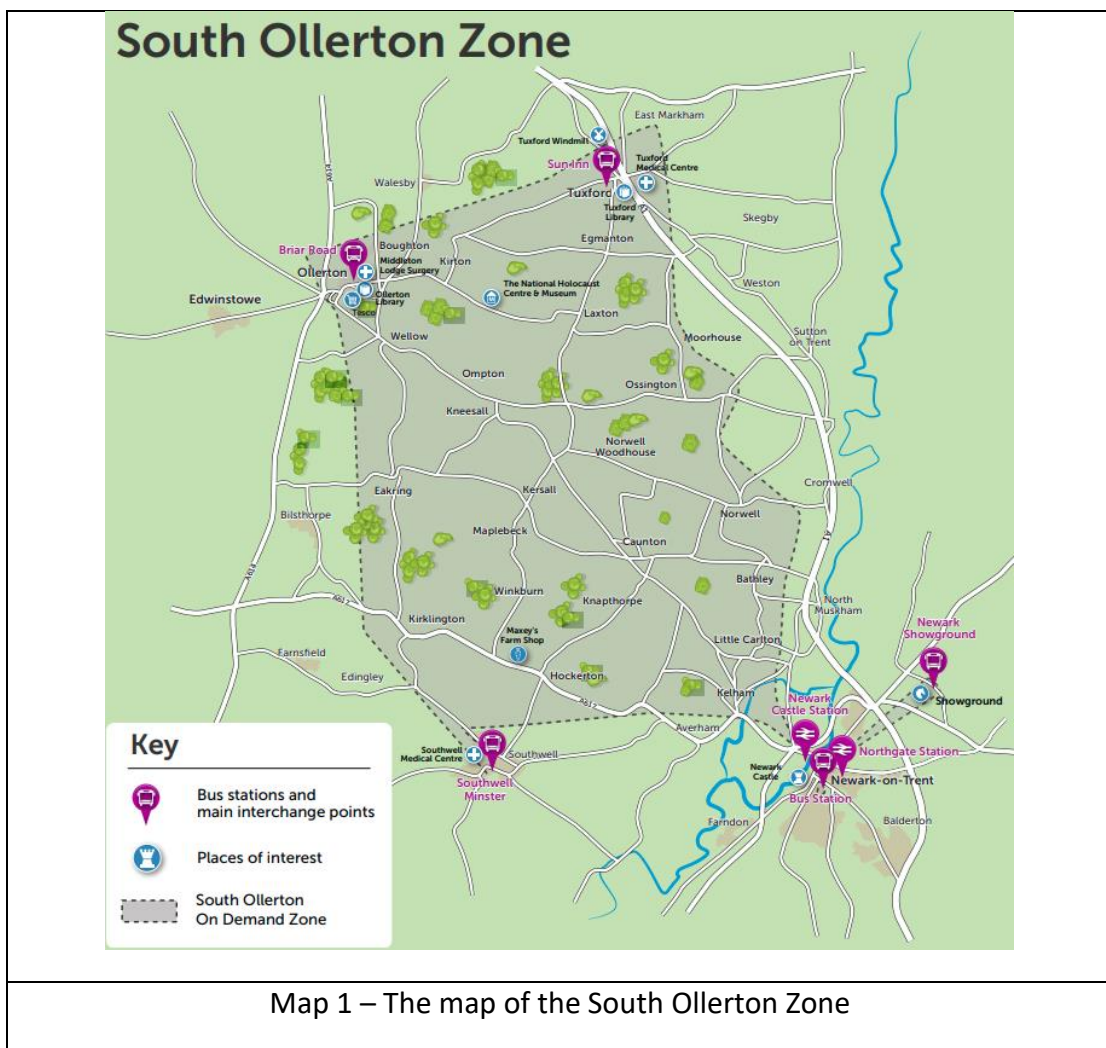 South Ollerton Zone
East Markham
Tuxford Windmill
Sun Inn
Tuxford
Medical Centre
Walesby
Tuxford
Tuxford
Library
A1
Skegby
A614
Boughton
Egmanton
Briar Road
Kirton
Ollerton
Middleton
Lodge Surgery
The National Holocaust
Centre & Museum
Weston
Edwinstowe
Ollerton
Library
Tesco
Laxton
Wellow
Moorhouse
Sutton
on Trent
Ompton
Ossington
Kneesall
Norwell
Woodhouse
Cromwell
Eakring
Kersall
Bilsthorpe
Norwell
A1
Maplebeck
Caunton
A614
Bathley
Winkburn
Knapthorpe
North
Muskham
A617
Kirklington
Maxey's
Farm Shop
Little Carlton
Newark
Showground
Farnsfield
Edingley
Hockerton
A617
Kelham
Newark
Castle Station
Showground
Averham
Southwell
Medical Centre
Southwell
Northgate Station
Newark
Castle
Newark-on-Trent
Southwell
Minster
Bus Station
Farndon
Balderton
Key
Bus stations and
main interchange points
Places of interest
South Ollerton
On Demand Zone
Map 1 – The map of the South Ollerton Zone